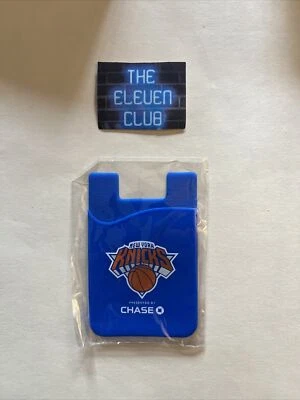 THE
ELEVEN
CLUB
NEW YORK
KNICKS
PRESENTED BY
CHASE